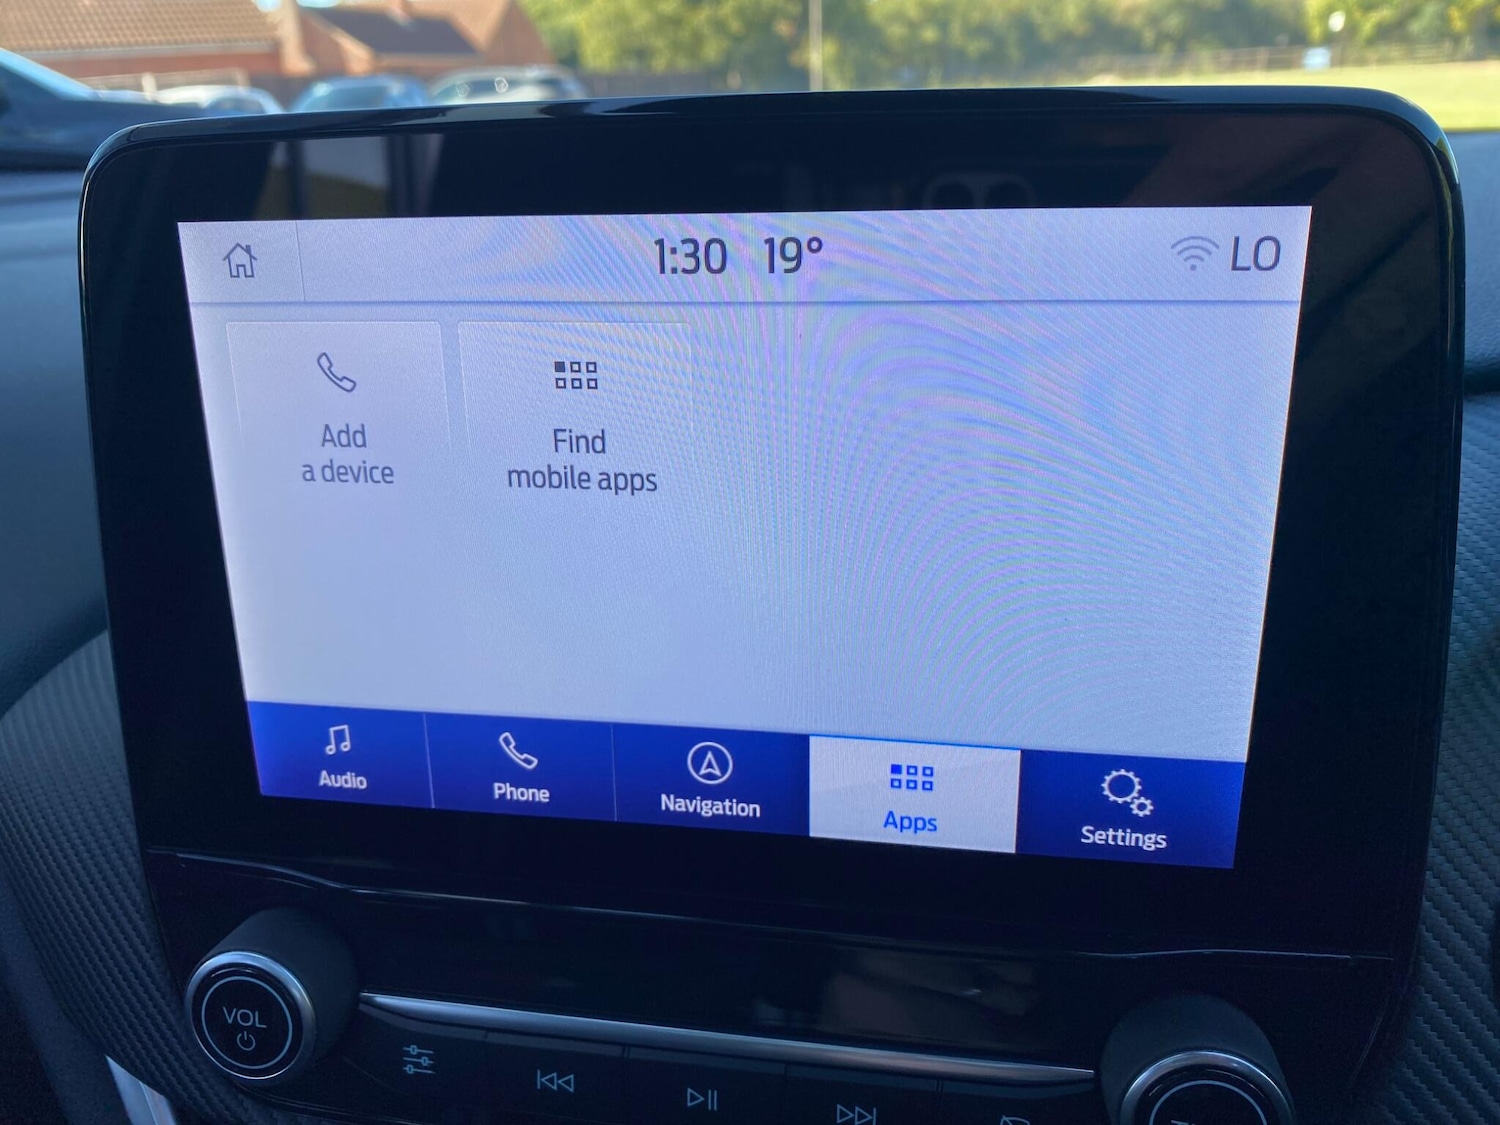 1:30 19° LO
Add
a device
Find
mobile apps
Audio
Phone
Navigation
Apps
Settings
VOL